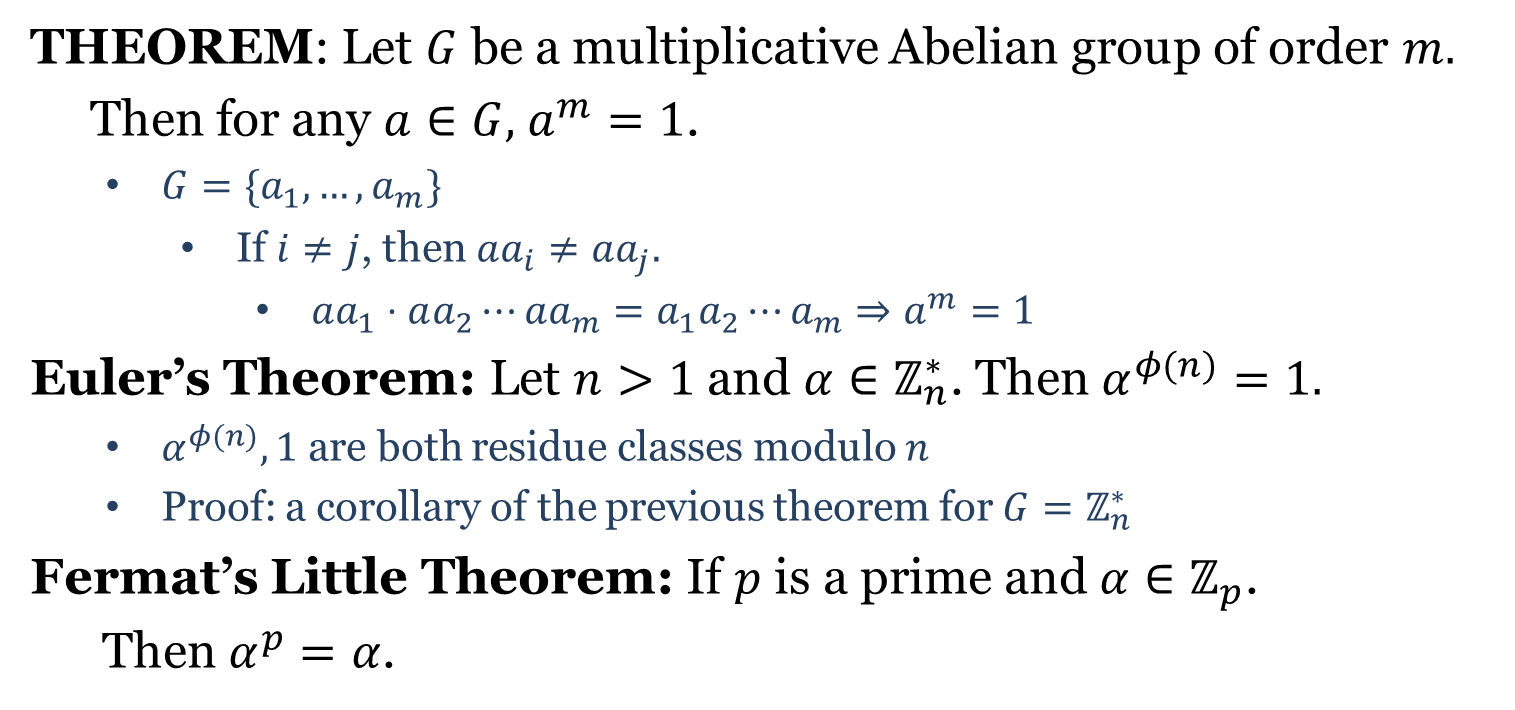 THEOREM: Let G be a multiplicative Abelian group of order m.
Then for any a ∈ G, a^m = 1.
• G = {a_1, …, a_m}
• If i ≠ j, then aa_i ≠ aa_j.
• aa_1 · aa_2 ⋯ aa_m = a_1a_2 ⋯ a_m ⇒ a^m = 1
Euler’s Theorem: Let n > 1 and α ∈ ℤ_n^*. Then α^{ϕ(n)} = 1.
• α^{ϕ(n)}, 1 are both residue classes modulo n
• Proof: a corollary of the previous theorem for G = ℤ_n^*
Fermat’s Little Theorem: If p is a prime and α ∈ ℤ_p.
Then α^p = α.